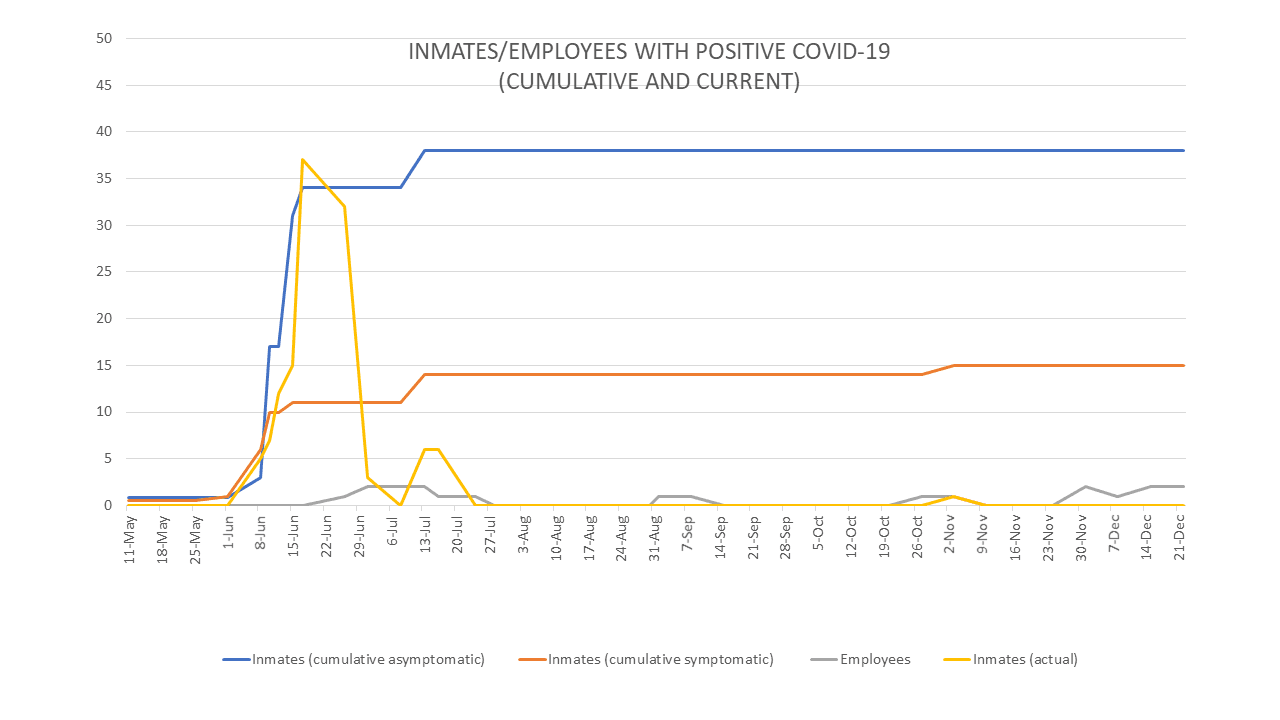 INMATES/EMPLOYEES WITH POSITIVE COVID-19
(CUMULATIVE AND CURRENT)
50
45
40
35
30
25
20
15
10
5
0
11-May
18-May
25-May
1-Jun
8-Jun
15-Jun
22-Jun
29-Jun
6-Jul
13-Jul
20-Jul
27-Jul
3-Aug
10-Aug
17-Aug
24-Aug
31-Aug
7-Sep
14-Sep
21-Sep
28-Sep
5-Oct
12-Oct
19-Oct
26-Oct
2-Nov
9-Nov
16-Nov
23-Nov
30-Nov
7-Dec
14-Dec
21-Dec
Inmates (cumulative asymptomatic)
Inmates (cumulative symptomatic)
Employees
Inmates (actual)